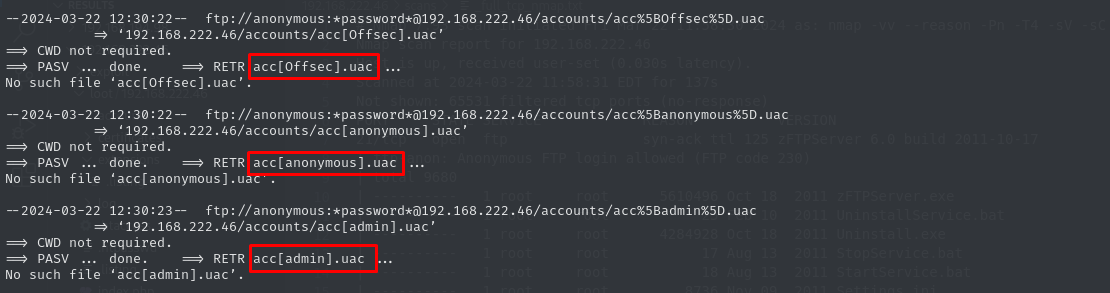 --2024-03-22 12:30:22-- ftp://anonymous:*password*@192.168.222.46/accounts/acc%5BOffsec%5D.uac
=> ‘192.168.222.46/accounts/acc[Offsec].uac’
==> CWD not required.
==> PASV ... done. ==> RETR acc[Offsec].uac ...
No such file ‘acc[Offsec].uac’.
--2024-03-22 12:30:22-- ftp://anonymous:*password*@192.168.222.46/accounts/acc%5Banonymous%5D.uac
=> ‘192.168.222.46/accounts/acc[anonymous].uac’
==> CWD not required.
==> PASV ... done. ==> RETR acc[anonymous].uac ...
No such file ‘acc[anonymous].uac’.
--2024-03-22 12:30:23-- ftp://anonymous:*password*@192.168.222.46/accounts/acc%5Badmin%5D.uac
=> ‘192.168.222.46/accounts/acc[admin].uac’
==> CWD not required.
==> PASV ... done. ==> RETR acc[admin].uac ...
No such file ‘acc[admin].uac’.